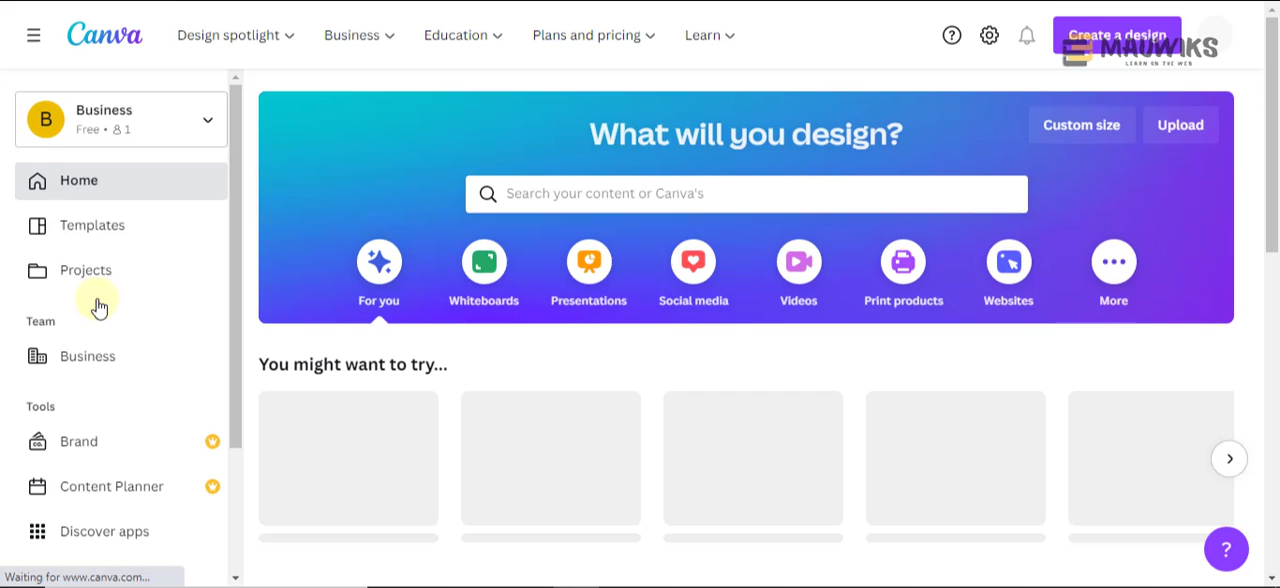 Canva
Design spotlight
Business
Education
Plans and pricing
Learn
Create a design
MAUWIKS
LEARN ON THE WEB
B
Business
Free • 1
Home
Templates
Projects
Team
Business
Tools
Brand
CO.
Content Planner
Discover apps
What will you design?
Custom size
Upload
Search your content or Canva's
For you
Whiteboards
Presentations
Social media
Videos
Print products
Websites
More
You might want to try...
?
Waiting for www.canva.com...